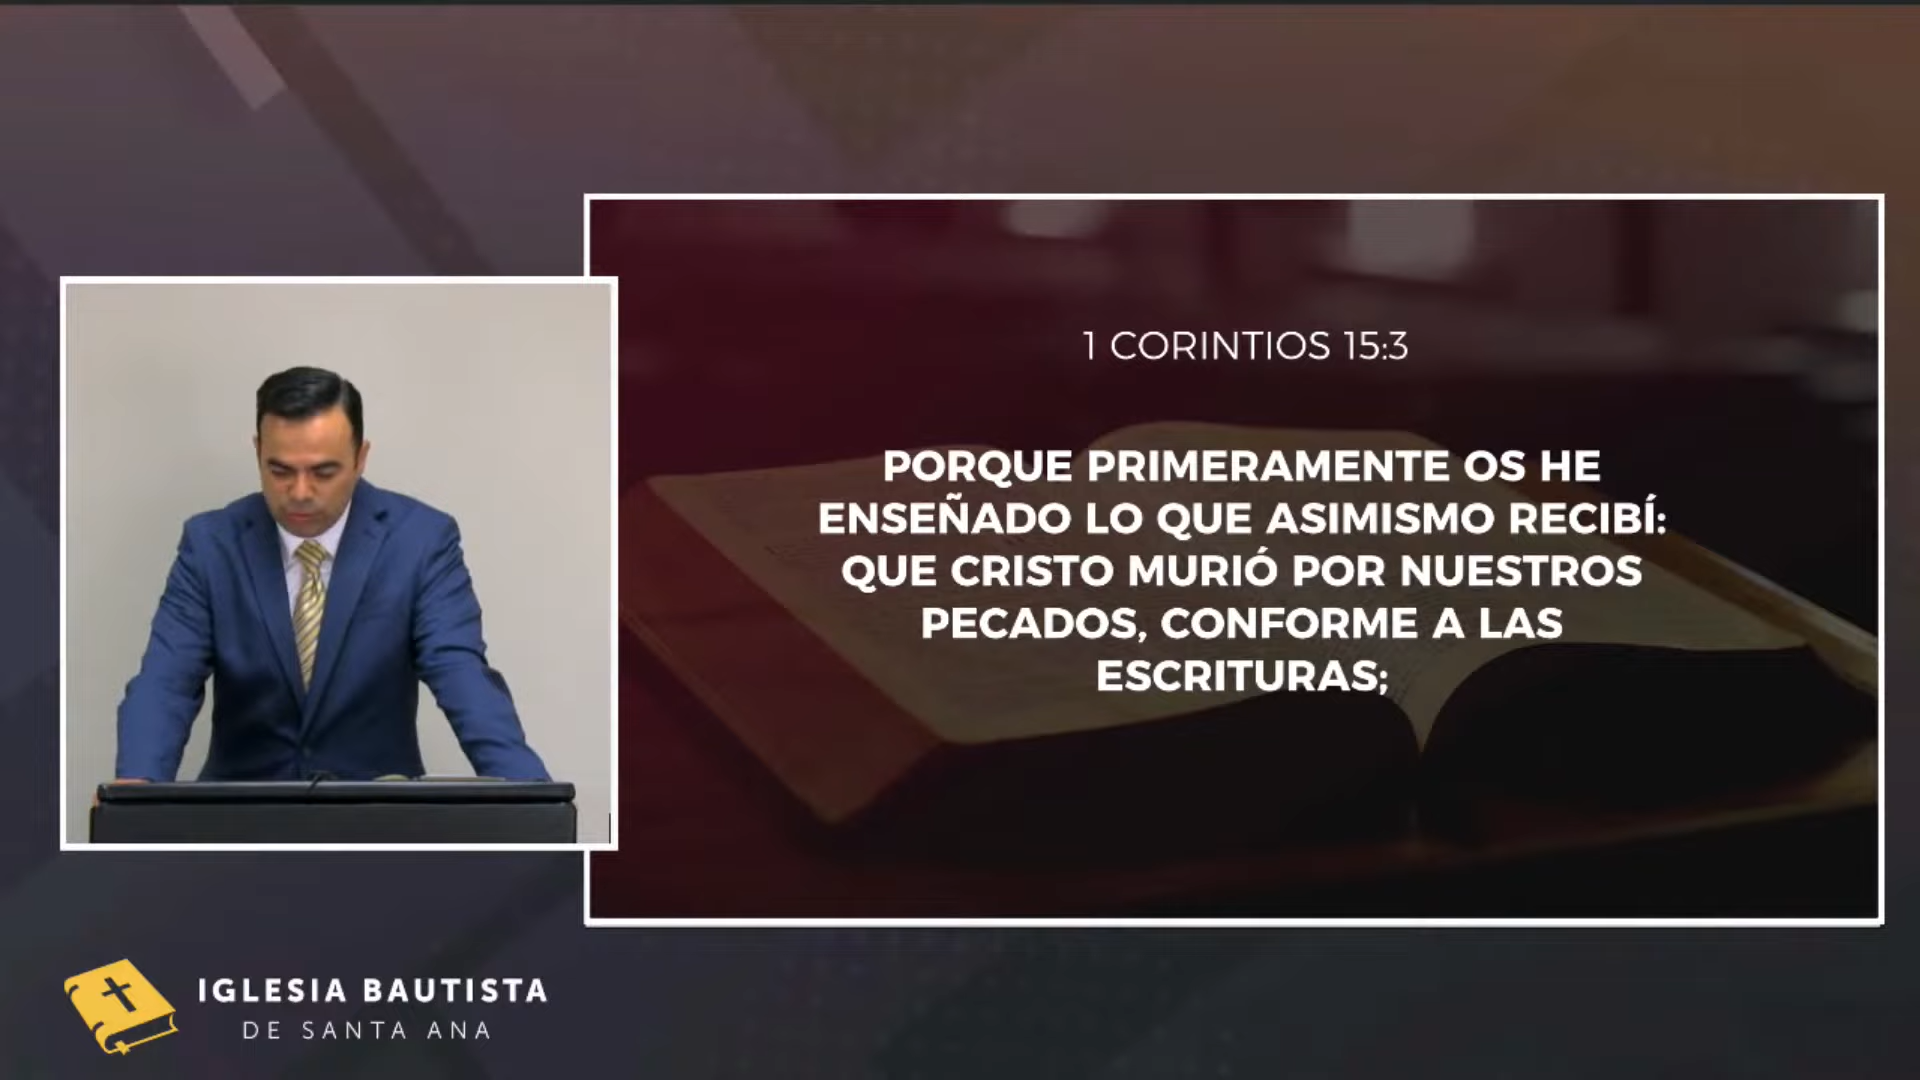 1 CORINTIOS 15:3
PORQUE PRIMERAMENTE OS HE
ENSEÑADO LO QUE ASIMISMO RECIBÍ:
QUE CRISTO MURIÓ POR NUESTROS
PECADOS, CONFORME A LAS
ESCRITURAS;
IGLESIA BAUTISTA
DE SANTA ANA